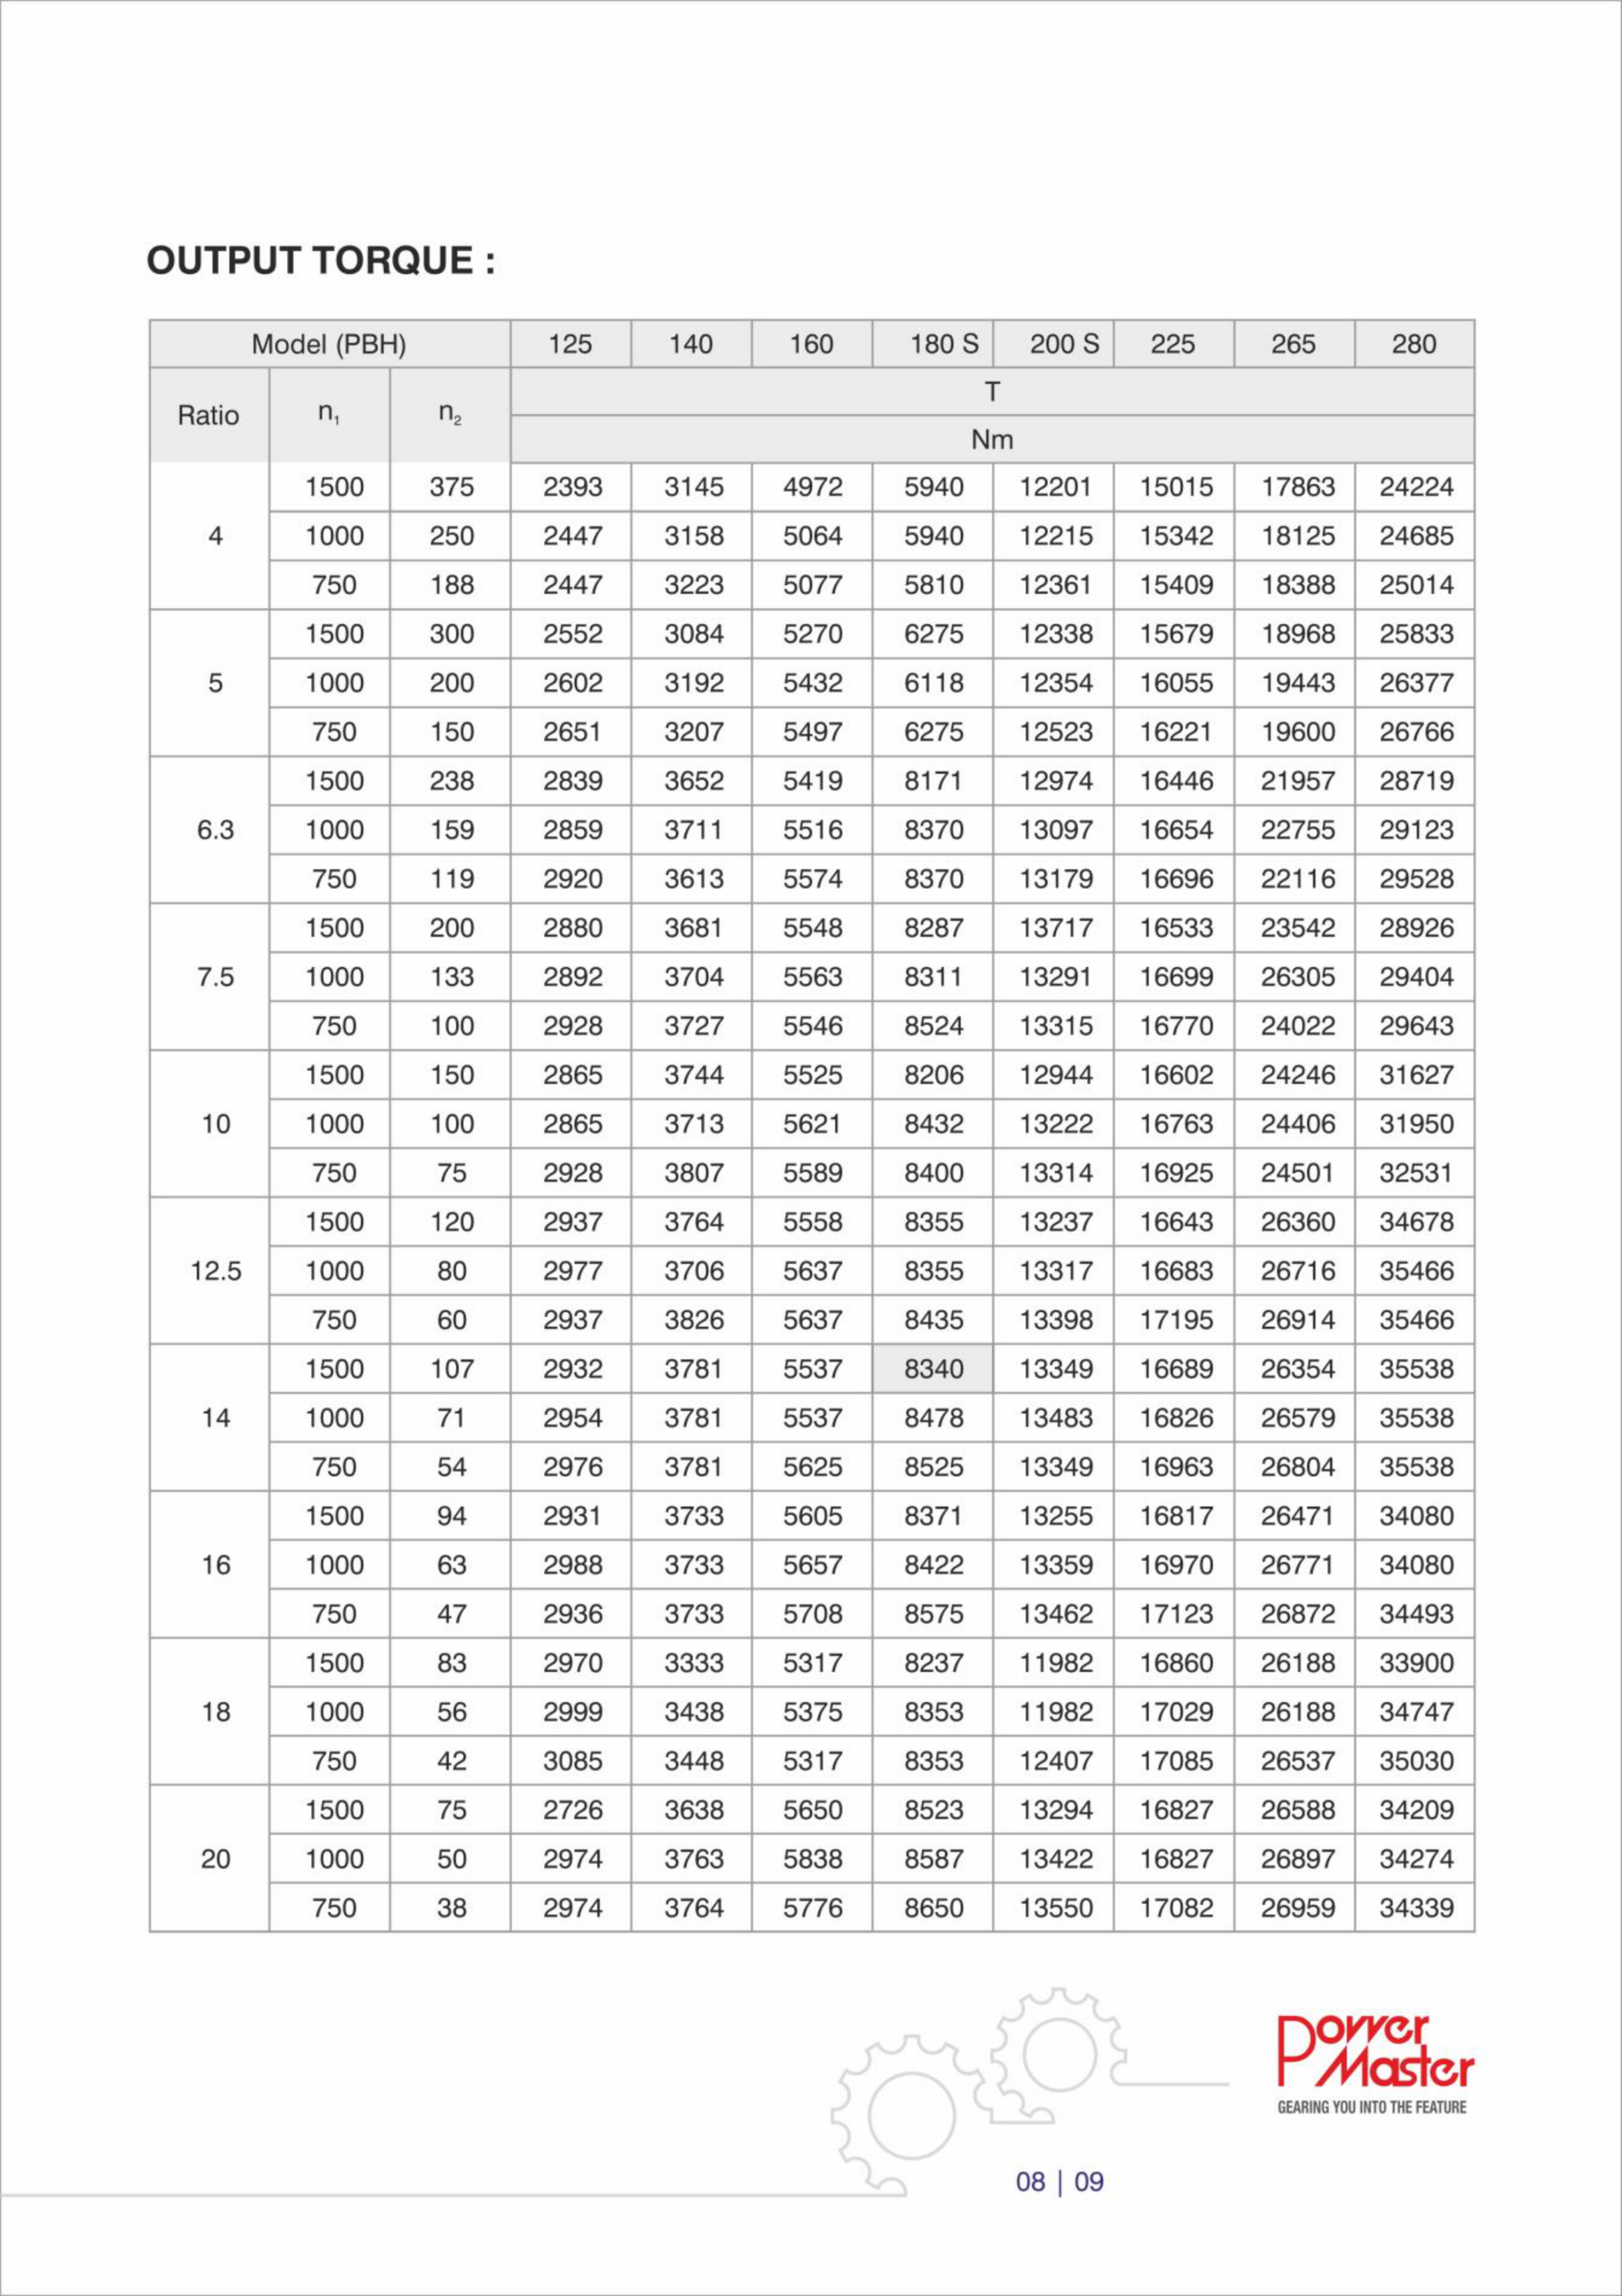 OUTPUT TORQUE :
Model (PBH) 125 140 160 180 S 200 S 225 265 280
Ratio n₁ n₂ T
Nm
1500 375 2393 3145 4972 5940 12201 15015 17863 24224
4 1000 250 2447 3158 5064 5940 12215 15342 18125 24685
750 188 2447 3223 5077 5810 12361 15409 18388 25014
1500 300 2552 3084 5270 6275 12338 15679 18968 25833
5 1000 200 2602 3192 5432 6118 12354 16055 19443 26377
750 150 2651 3207 5497 6275 12523 16221 19600 26766
1500 238 2839 3652 5419 8171 12974 16446 21957 28719
6.3 1000 159 2859 3711 5516 8370 13097 16654 22755 29123
750 119 2920 3613 5574 8370 13179 16696 22116 29528
1500 200 2880 3681 5548 8287 13717 16533 23542 28926
7.5 1000 133 2892 3704 5563 8311 13291 16699 26305 29404
750 100 2928 3727 5546 8524 13315 16770 24022 29643
1500 150 2865 3744 5525 8206 12944 16602 24246 31627
10 1000 100 2865 3713 5621 8432 13222 16763 24406 31950
750 75 2928 3807 5589 8400 13314 16925 24501 32531
1500 120 2937 3764 5558 8355 13237 16643 26360 34678
12.5 1000 80 2977 3706 5637 8355 13317 16683 26716 35466
750 60 2937 3826 5637 8435 13398 17195 26914 35466
1500 107 2932 3781 5537 8340 13349 16689 26354 35538
14 1000 71 2954 3781 5537 8478 13483 16826 26579 35538
750 54 2976 3781 5625 8525 13349 16963 26804 35538
1500 94 2931 3733 5605 8371 13255 16817 26471 34080
16 1000 63 2988 3733 5657 8422 13359 16970 26771 34080
750 47 2936 3733 5708 8575 13462 17123 26872 34493
1500 83 2970 3333 5317 8237 11982 16860 26188 33900
18 1000 56 2999 3438 5375 8353 11982 17029 26188 34747
750 42 3085 3448 5317 8353 12407 17085 26537 35030
1500 75 2726 3638 5650 8523 13294 16827 26588 34209
20 1000 50 2974 3763 5838 8587 13422 16827 26897 34274
750 38 2974 3764 5776 8650 13550 17082 26959 34339
Power
Master
GEARING YOU INTO THE FEATURE
08 | 09